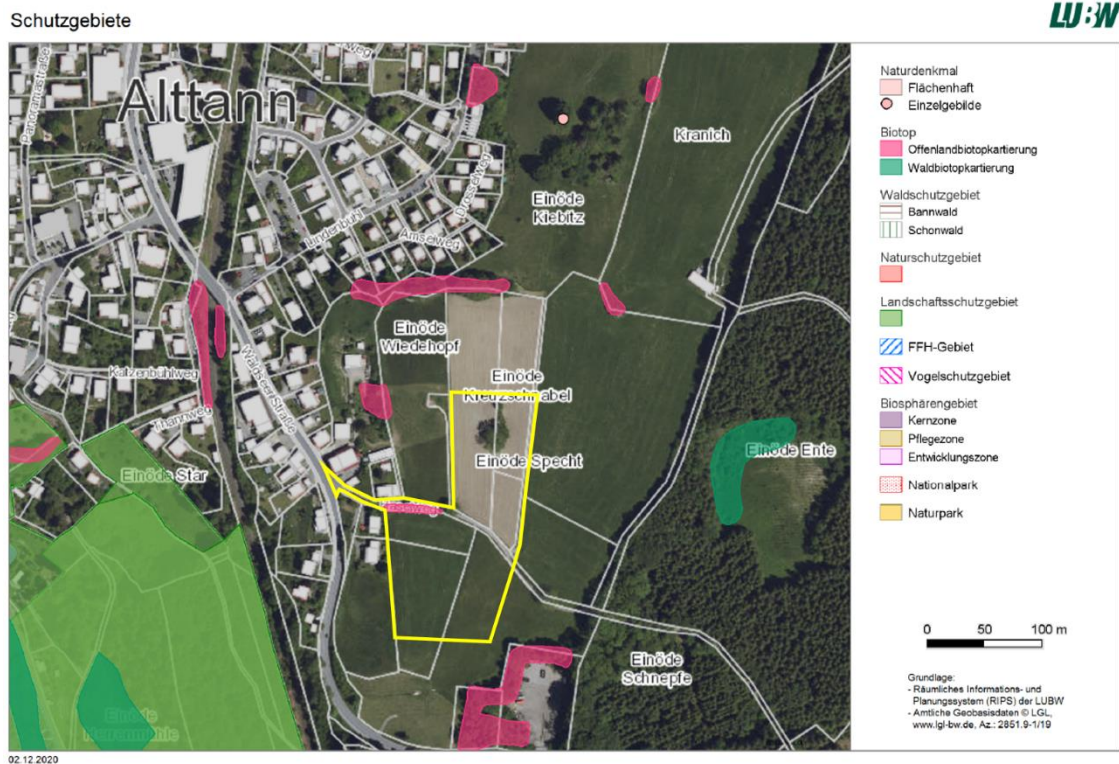 Schutzgebiete
LUBW
Alttann
Panoramastraße
Kranich
Drosselweg
Einöde
Kiebitz
Lindenbühl
Amselweg
Einöde
Wiedehopf
Waldseer Straße
Katzenbühlweg
Einöde
Kreuzschnabel
Thannweg
Einöde Star
Einöde Specht
Einöde Ente
Einöde
Schnepfe
Einöde
Herrenmühle
Naturdenkmal
Flächenhaft
Einzelgebilde
Biotop
Offenlandbiotopkartierung
Waldbiotopkartierung
Waldschutzgebiet
Bannwald
Schonwald
Naturschutzgebiet
Landschaftsschutzgebiet
FFH-Gebiet
Vogelschutzgebiet
Biosphärengebiet
Kernzone
Pflegezone
Entwicklungszone
Nationalpark
Naturpark
0 50 100 m
Grundlage:
- Räumliches Informations- und
Planungssystem (RIPS) der LUBW
- Amtliche Geobasisdaten © LGL,
www.lgl-bw.de, Az.: 2851.9-1/19
02.12.2020